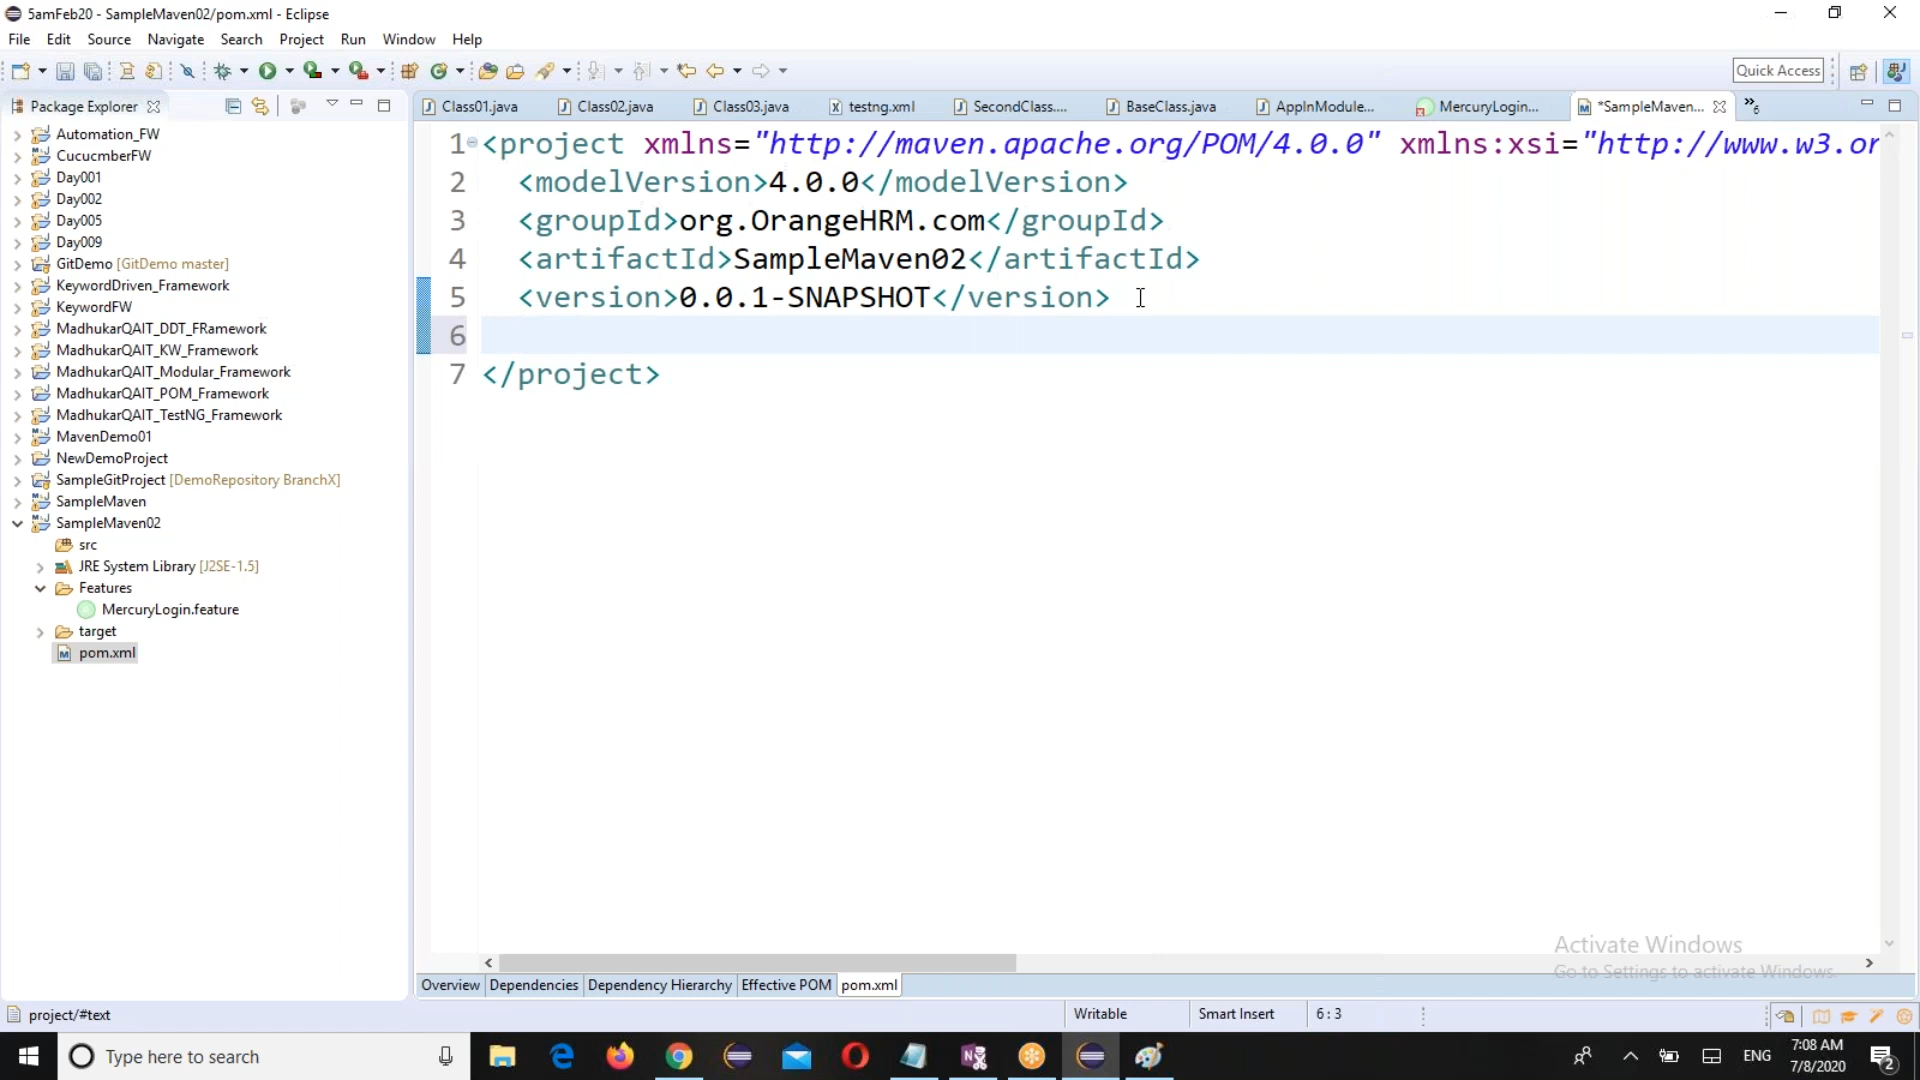 5amFeb20 - SampleMaven02/pom.xml - Eclipse
File Edit Source Navigate Search Project Run Window Help
Quick Access
Package Explorer
Class01.java Class02.java Class03.java testng.xml SecondClass.... BaseClass.java AppInModule... MercuryLogin... *SampleMaven... »6
Automation_FW
CucucmberFW
Day001
Day002
Day005
Day009
GitDemo [GitDemo master]
KeywordDriven_Framework
KeywordFW
MadhukarQAIT_DDT_FRamework
MadhukarQAIT_KW_Framework
MadhukarQAIT_Modular_Framework
MadhukarQAIT_POM_Framework
MadhukarQAIT_TestNG_Framework
MavenDemo01
NewDemoProject
SampleGitProject [DemoRepository BranchX]
SampleMaven
SampleMaven02
src
JRE System Library [J2SE-1.5]
Features
MercuryLogin.feature
target
pom.xml
1 <project xmlns="http://maven.apache.org/POM/4.0.0" xmlns:xsi="http://www.w3.or
2 <modelVersion>4.0.0</modelVersion>
3 <groupId>org.OrangeHRM.com</groupId>
4 <artifactId>SampleMaven02</artifactId>
5 <version>0.0.1-SNAPSHOT</version>
6
7 </project>
Activate Windows
Go to Settings to activate Windows.
Overview Dependencies Dependency Hierarchy Effective POM pom.xml
project/#text Writable Smart Insert 6 : 3
Type here to search
ENG
7:08 AM
7/8/2020
2